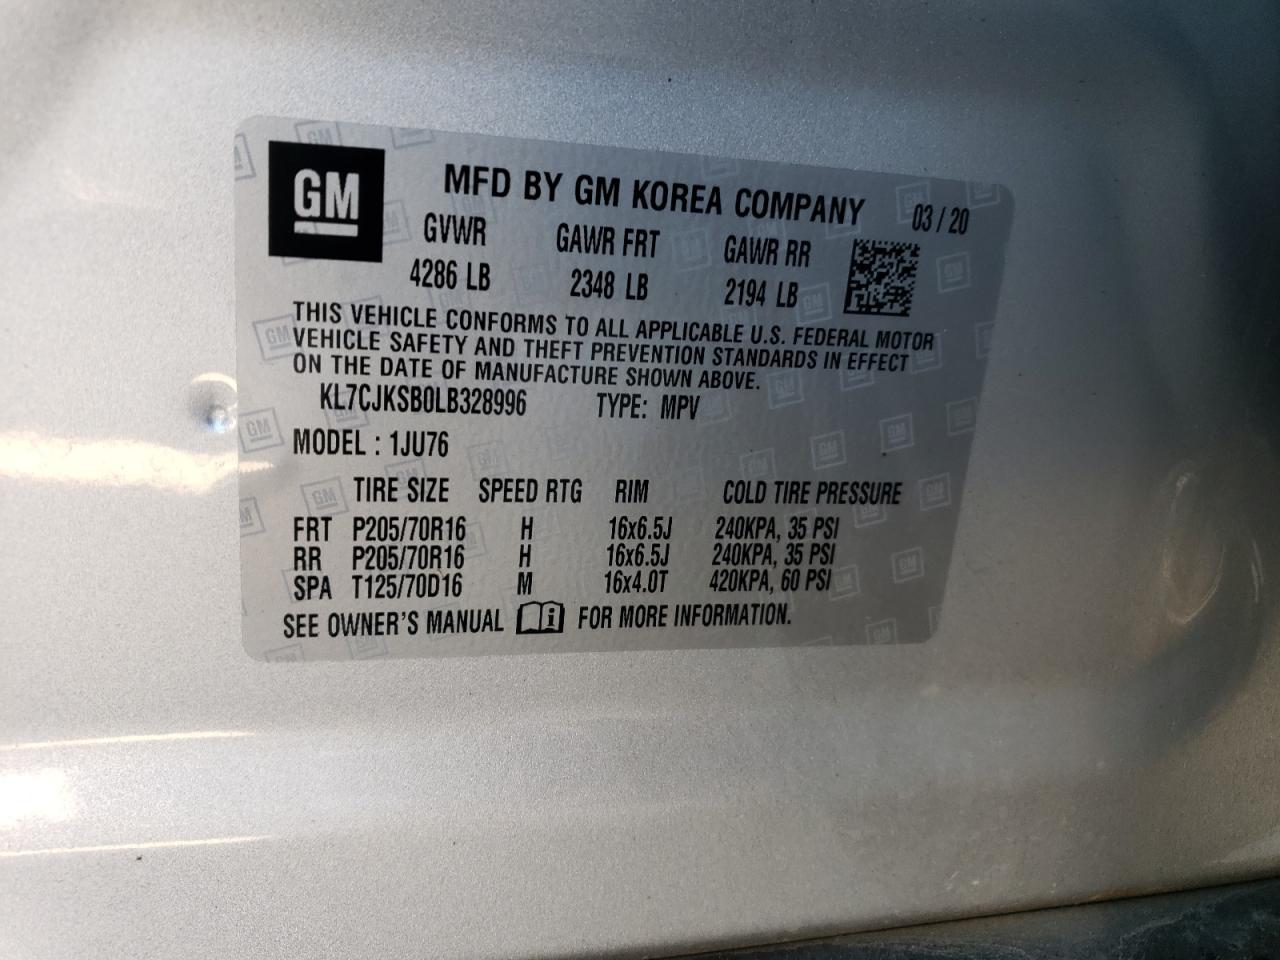 GM
MFD BY GM KOREA COMPANY 03 / 20
GVWR GAWR FRT GAWR RR
4286 LB 2348 LB 2194 LB
THIS VEHICLE CONFORMS TO ALL APPLICABLE U.S. FEDERAL MOTOR
VEHICLE SAFETY AND THEFT PREVENTION STANDARDS IN EFFECT
ON THE DATE OF MANUFACTURE SHOWN ABOVE.
KL7CJKSB0LB328996 TYPE: MPV
MODEL : 1JU76
TIRE SIZE SPEED RTG RIM COLD TIRE PRESSURE
FRT P205/70R16 H 16x6.5J 240KPA, 35 PSI
RR P205/70R16 H 16x6.5J 240KPA, 35 PSI
SPA T125/70D16 M 16x4.0T 420KPA, 60 PSI
SEE OWNER'S MANUAL FOR MORE INFORMATION.